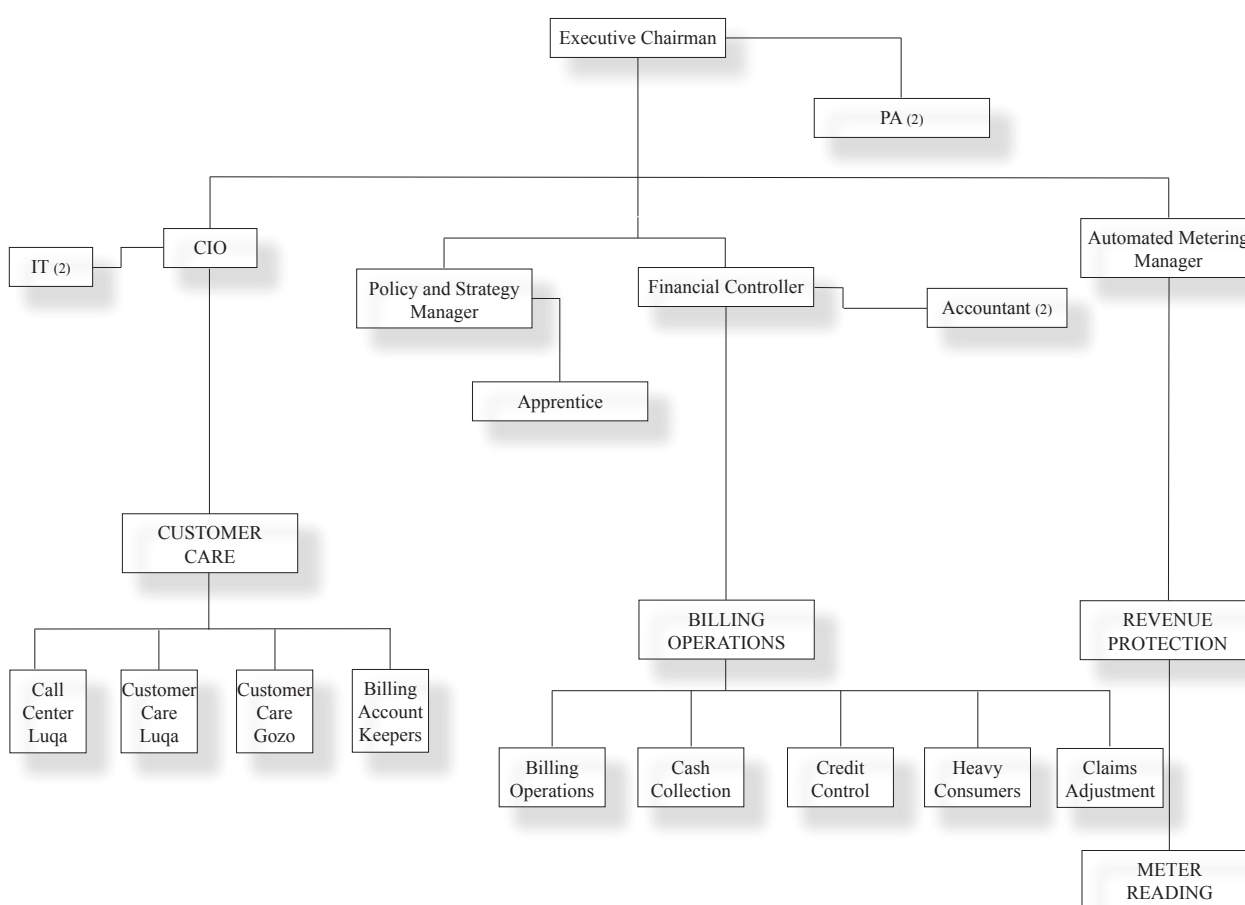 Executive Chairman
PA (2)
CIO
IT (2)
Automated Metering
Manager
Policy and Strategy
Manager
Financial Controller
Accountant (2)
Apprentice
CUSTOMER
CARE
BILLING
OPERATIONS
REVENUE
PROTECTION
Call
Center
Luqa
Customer
Care
Luqa
Customer
Care
Gozo
Billing
Account
Keepers
Billing
Operations
Cash
Collection
Credit
Control
Heavy
Consumers
Claims
Adjustment
METER
READING